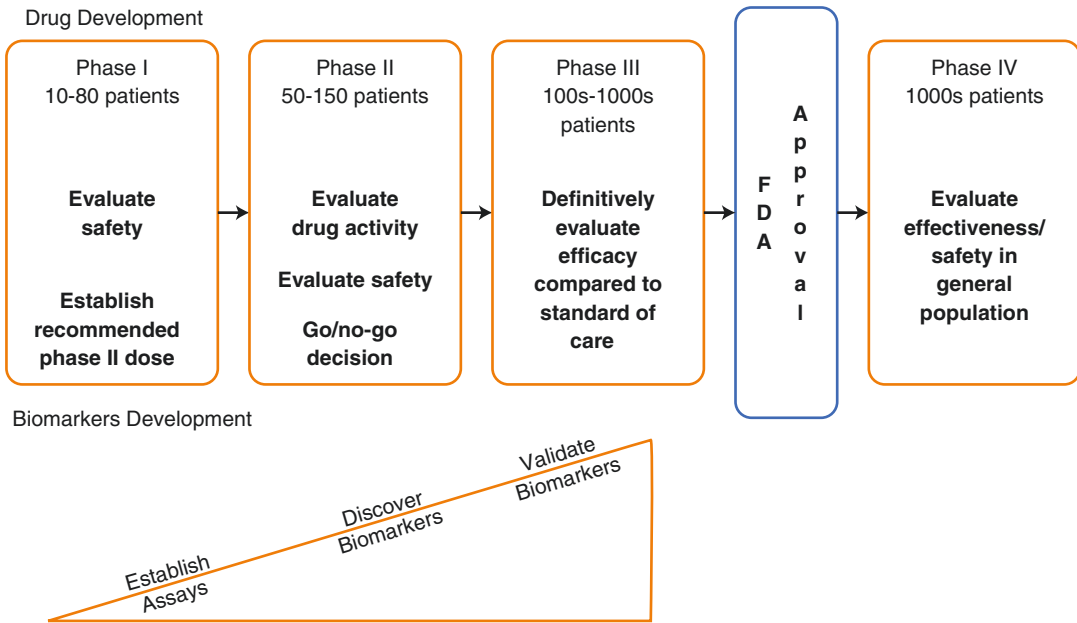 Drug Development
Phase I
10-80 patients
Evaluate
safety
Establish
recommended
phase II dose
Phase II
50-150 patients
Evaluate
drug activity
Evaluate safety
Go/no-go
decision
Phase III
100s-1000s
patients
Definitively
evaluate
efficacy
compared to
standard of
care
FDA
Approval
Phase IV
1000s patients
Evaluate
effectiveness/
safety in
general
population
Biomarkers Development
Establish
Assays
Discover
Biomarkers
Validate
Biomarkers